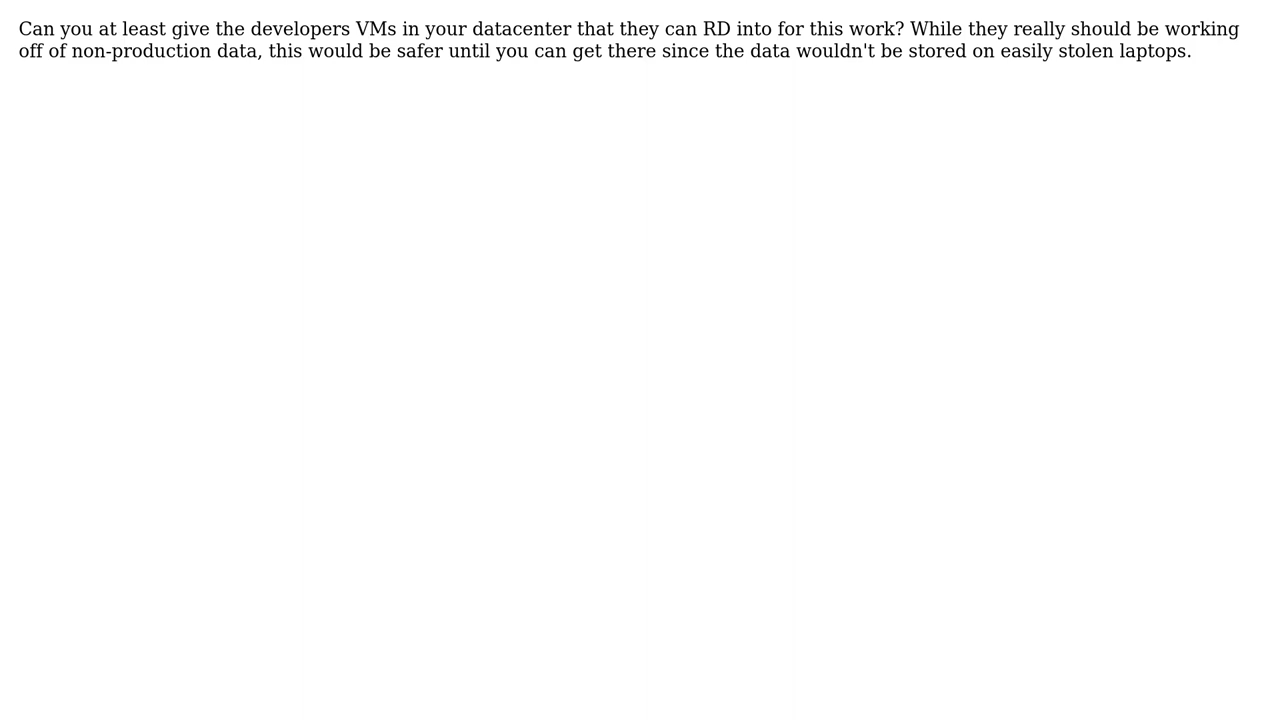 Can you at least give the developers VMs in your datacenter that they can RD into for this work? While they really should be working
off of non-production data, this would be safer until you can get there since the data wouldn't be stored on easily stolen laptops.